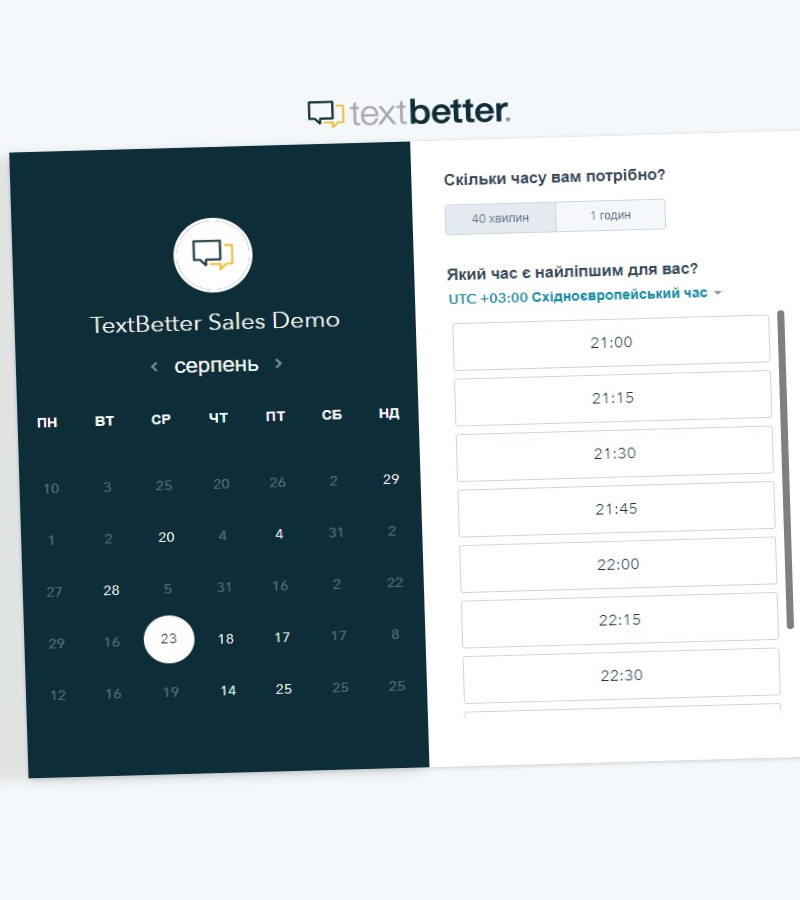 textbetter.
TextBetter Sales Demo
серпень
ПН ВТ СР ЧТ ПТ СБ НД
10 3 25 20 26 2 29
1 2 20 4 4 31 2
27 28 5 31 16 2 22
29 16 23 18 17 17 8
12 16 19 14 25 25 25
Скільки часу вам потрібно?
40 хвилин 1 годин
Який час є найліпшим для вас?
UTC +03:00 Східноєвропейський час
21:00
21:15
21:30
21:45
22:00
22:15
22:30